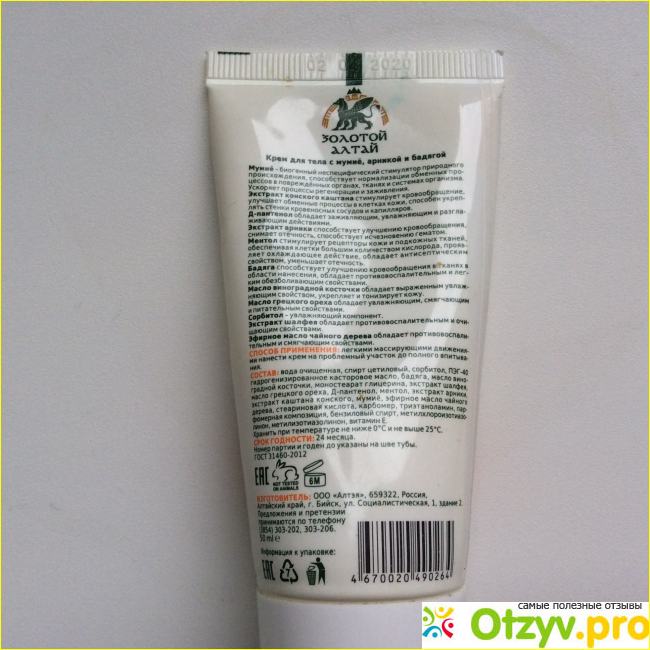 2020
ЗОЛОТОЙ
АЛТАЙ
Крем для тела с мумиё, арникой и бадягой
Мумиё - биогенный неспецифический стимулятор природного
происхождения, способствует нормализации обменных про-
цессов в повреждённых органах, тканях и системах организма.
Ускоряет процессы регенерации и заживления.
Экстракт конского каштана стимулирует кровообращение,
улучшает обменные процессы в клетках кожи, способен укреп-
лять стенки кровеносных сосудов и капилляров.
Д-пантенол обладает заживляющим, увлажняющим и разгла-
живающим действиями.
Экстракт арники способствует улучшению кровообращения,
снимает отёчность, способствует исчезновению гематом.
Ментол стимулирует рецепторы кожи и подкожных тканей,
обеспечивая клетки большим количеством кислорода, прояв-
ляет охлаждающее действие, обладает антисептическим
свойством, уменьшает отечность.
Бадяга способствует улучшению кровообращения в тканях в
области нанесения, обладает противовоспалительным и лег-
ким обезболивающим свойствами.
Масло виноградной косточки обладает выраженным увлаж-
няющим свойством, укрепляет и тонизирует кожу.
Масло грецкого ореха обладает увлажняющим, смягчающим
и питательным свойствами.
Сорбитол - увлажняющий компонент.
Экстракт шалфея обладает противовоспалительным и очи-
щающим свойствами.
Эфирное масло чайного дерева обладает противовоспали-
тельным и смягчающим свойствами.
СПОСОБ ПРИМЕНЕНИЯ: легкими массирующими движения-
ми нанести крем на проблемный участок до полного впитыва-
ния.
СОСТАВ: вода очищенная, спирт цетиловый, сорбитол, ПЭГ-40
гидрогенизированное касторовое масло, бадяга, масло вино-
градной косточки, моностеарат глицерина, экстракт шалфея,
масло грецкого ореха, Д-пантенол, ментол, экстракт арники,
экстракт каштана конского, мумиё, эфирное масло чайного
дерева, стеариновая кислота, карбомер, триэтаноламин, пар-
фюмерная композиция, бензиловый спирт, метилхлороизотиазо-
линон, метилизотиазолинон, витамин Е.
Хранить при температуре не ниже 0°С и не выше 25°С.
СРОК ГОДНОСТИ: 24 месяца.
Номер партии и годен до указаны на шве тубы.
ГОСТ 31460-2012
EAC NOT TESTED ON ANIMALS 6M
ИЗГОТОВИТЕЛЬ: ООО «Алтэя», 659322, Россия,
Алтайский край, г. Бийск, ул. Социалистическая, 1, здание 2.
Предложения и претензии
принимаются по телефону
(3854) 303-202, 303-206.
50 ml e
Информация к упаковке:
EAC 7
4 670020 490264
самые полезные отзывы
Otzyv.pro